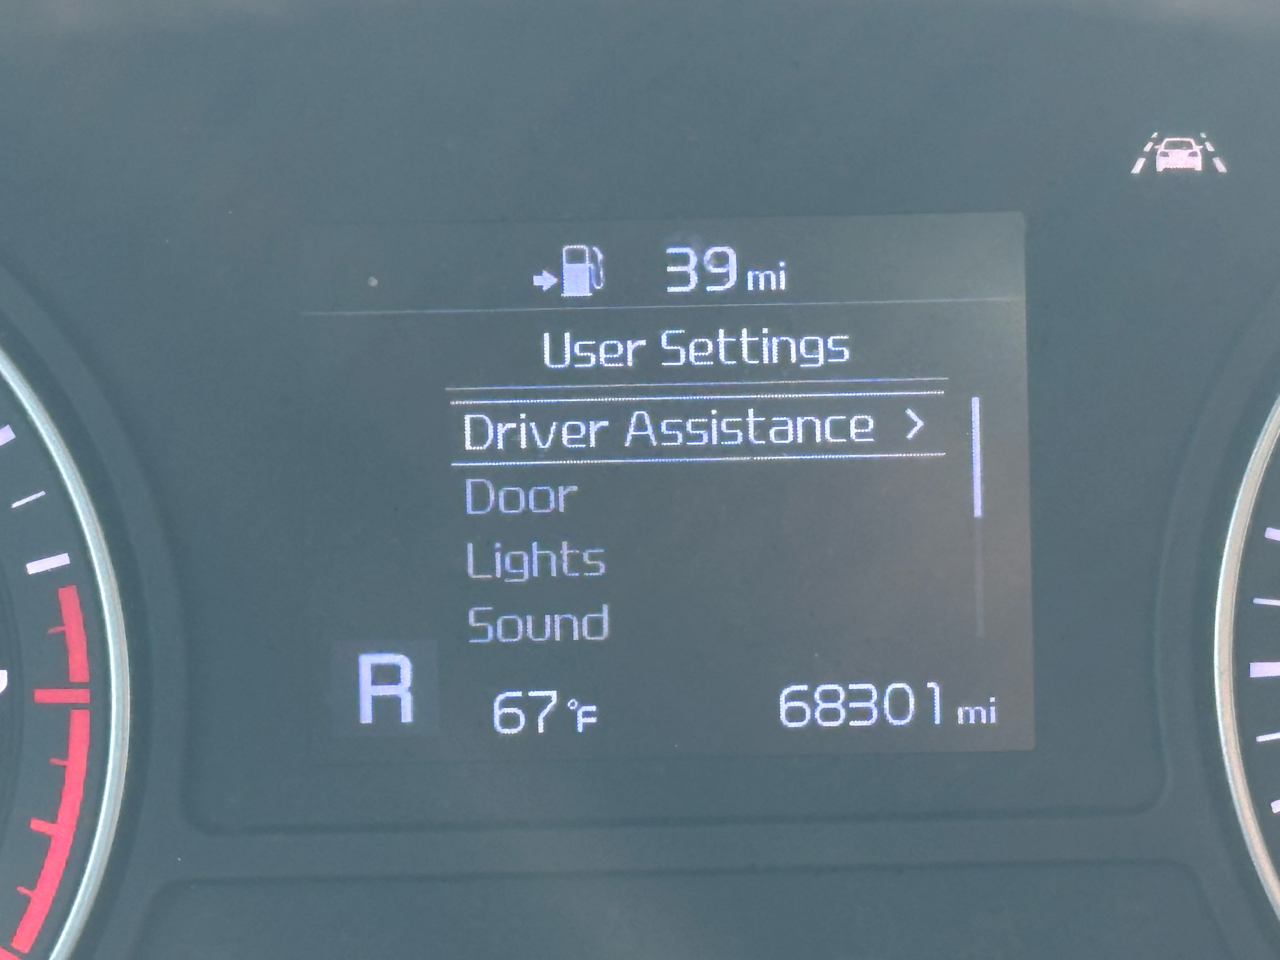 39 mi
User Settings
Driver Assistance >
Door
Lights
Sound
R
67 °F 68301 mi